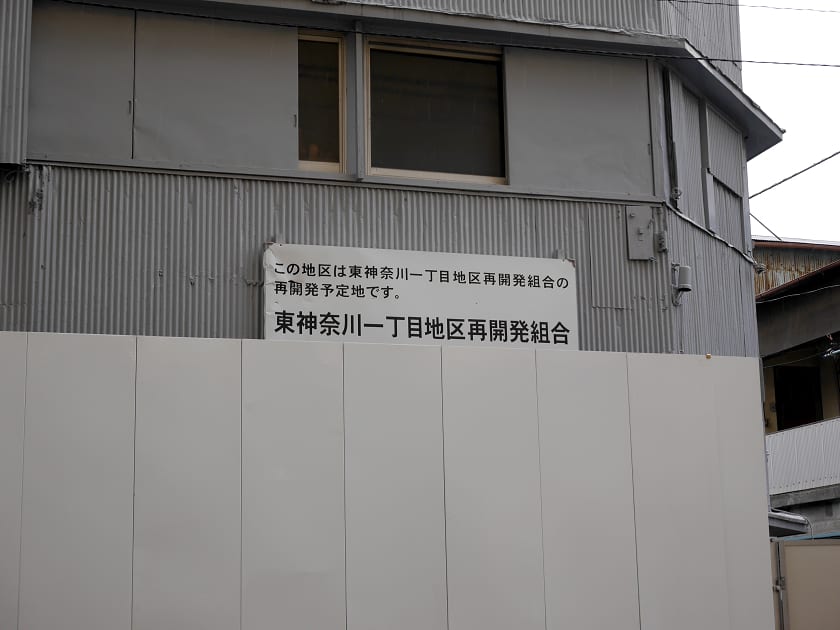 この地区は東神奈川一丁目地区再開発組合の
再開発予定地です。
東神奈川一丁目地区再開発組合